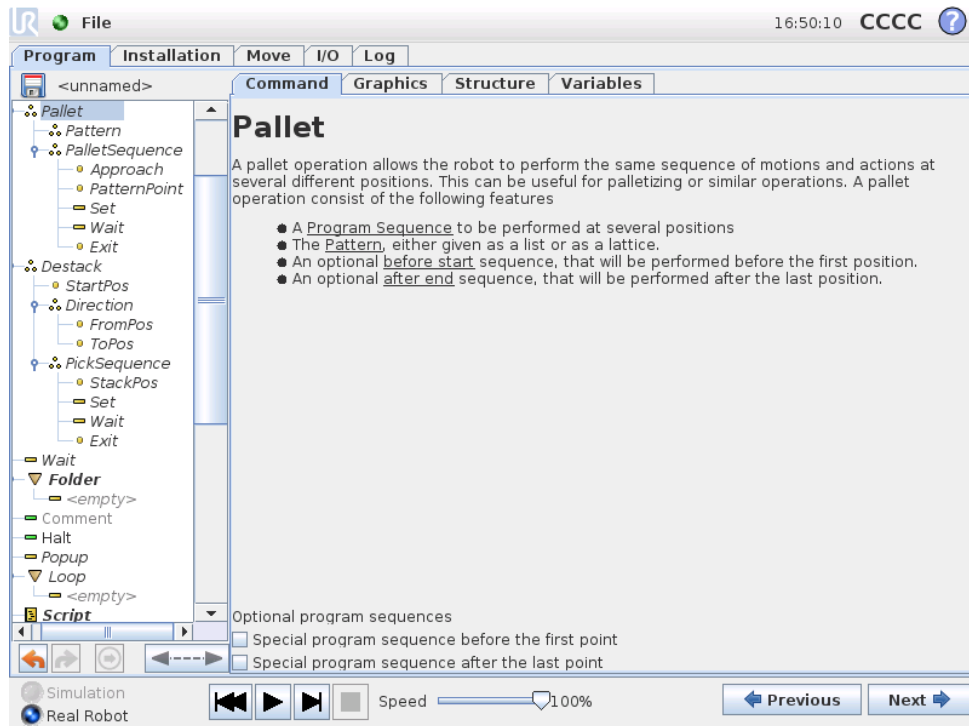 UR File 16:50:10 CCCC ?
Program Installation Move I/O Log
<unnamed>
Command Graphics Structure Variables
Pallet
Pattern
PalletSequence
Approach
PatternPoint
Set
Wait
Exit
Destack
StartPos
Direction
FromPos
ToPos
PickSequence
StackPos
Set
Wait
Exit
Wait
Folder
<empty>
Comment
Halt
Popup
Loop
<empty>
Script
Pallet
A pallet operation allows the robot to perform the same sequence of motions and actions at
several different positions. This can be useful for palletizing or similar operations. A pallet
operation consist of the following features
A Program Sequence to be performed at several positions
The Pattern, either given as a list or as a lattice.
An optional before start sequence, that will be performed before the first position.
An optional after end sequence, that will be performed after the last position.
Optional program sequences
Special program sequence before the first point
Special program sequence after the last point
Simulation
Real Robot
Speed 100%
Previous Next